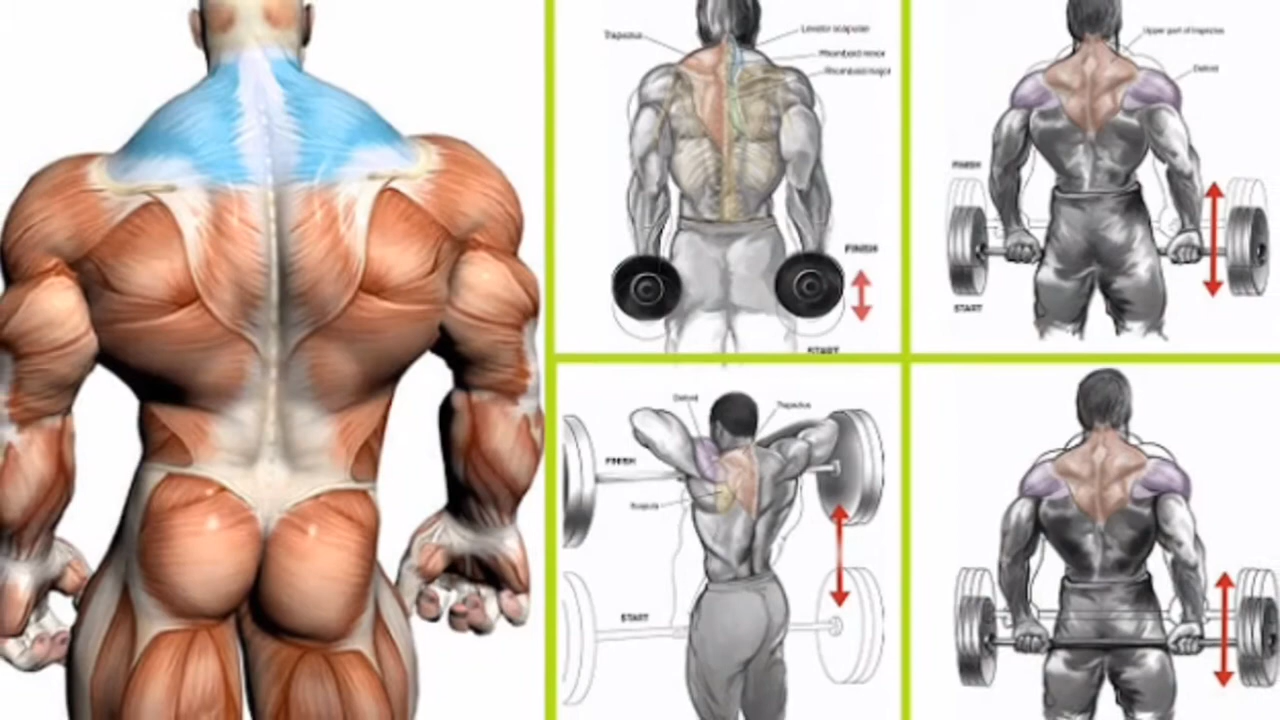 Trapezius
Levator scapulae
Rhomboid minor
Rhomboid major
FINISH
START
Upper part of trapezius
Deltoid
FINISH
START
Deltoid
Trapezius
FINISH
Scapula
START